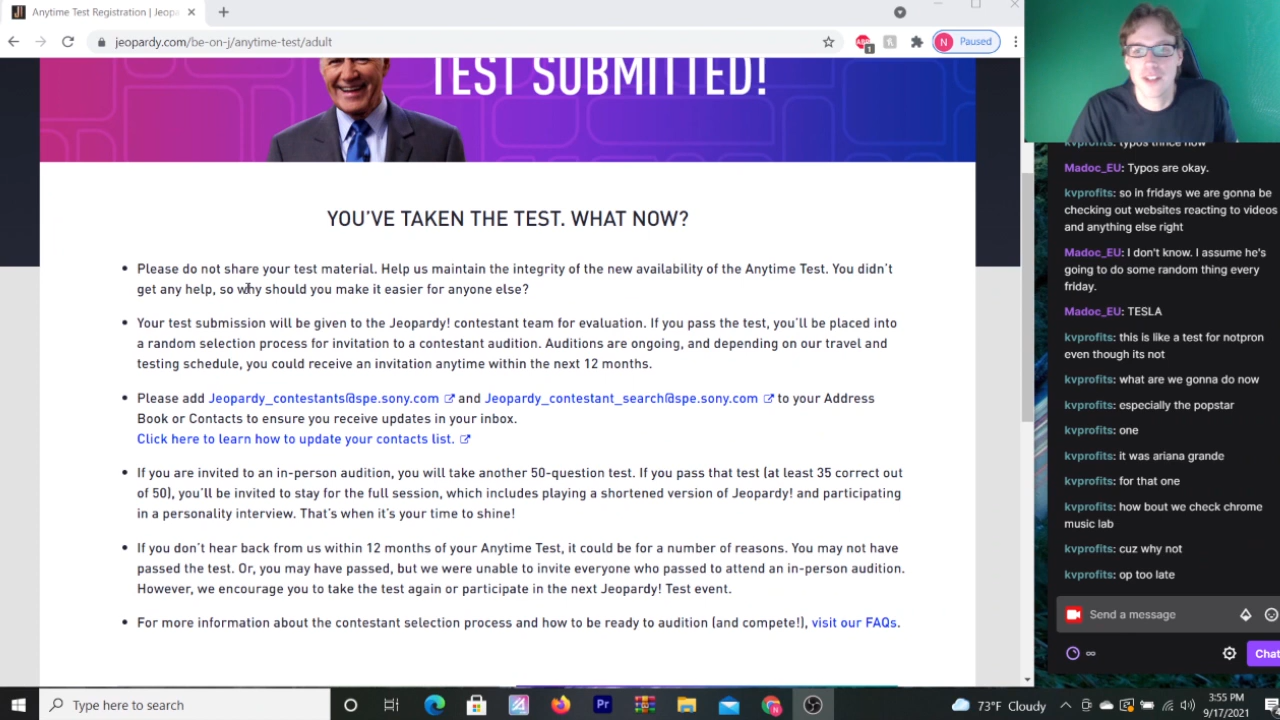 Anytime Test Registration | Jeop
jeopardy.com/be-on-j/anytime-test/adult
1
N Paused
TEST SUBMITTED!
YOU'VE TAKEN THE TEST. WHAT NOW?
Please do not share your test material. Help us maintain the integrity of the new availability of the Anytime Test. You didn't
get any help, so why should you make it easier for anyone else?
Your test submission will be given to the Jeopardy! contestant team for evaluation. If you pass the test, you'll be placed into
a random selection process for invitation to a contestant audition. Auditions are ongoing, and depending on our travel and
testing schedule, you could receive an invitation anytime within the next 12 months.
Please add Jeopardy_contestants@spe.sony.com and Jeopardy_contestant_search@spe.sony.com to your Address
Book or Contacts to ensure you receive updates in your inbox.
Click here to learn how to update your contacts list.
If you are invited to an in-person audition, you will take another 50-question test. If you pass that test (at least 35 correct out
of 50), you'll be invited to stay for the full session, which includes playing a shortened version of Jeopardy! and participating
in a personality interview. That's when it's your time to shine!
If you don't hear back from us within 12 months of your Anytime Test, it could be for a number of reasons. You may not have
passed the test. Or, you may have passed, but we were unable to invite everyone who passed to attend an in-person audition.
However, we encourage you to take the test again or participate in the next Jeopardy! Test event.
For more information about the contestant selection process and how to be ready to audition (and compete!), visit our FAQs.
typos thrice now
Madoc_EU: Typos are okay.
kvprofits: so in fridays we are gonna be
checking out websites reacting to videos
and anything else right
Madoc_EU: I don't know. I assume he's
going to do some random thing every
friday.
Madoc_EU: TESLA
kvprofits: this is like a test for notpron
even though its not
kvprofits: what are we gonna do now
kvprofits: especially the popstar
kvprofits: one
kvprofits: it was ariana grande
kvprofits: for that one
kvprofits: how bout we check chrome
music lab
kvprofits: cuz why not
kvprofits: op too late
Send a message
∞
Chat
Type here to search
Pr
N
73°F Cloudy
3:55 PM
9/17/2021